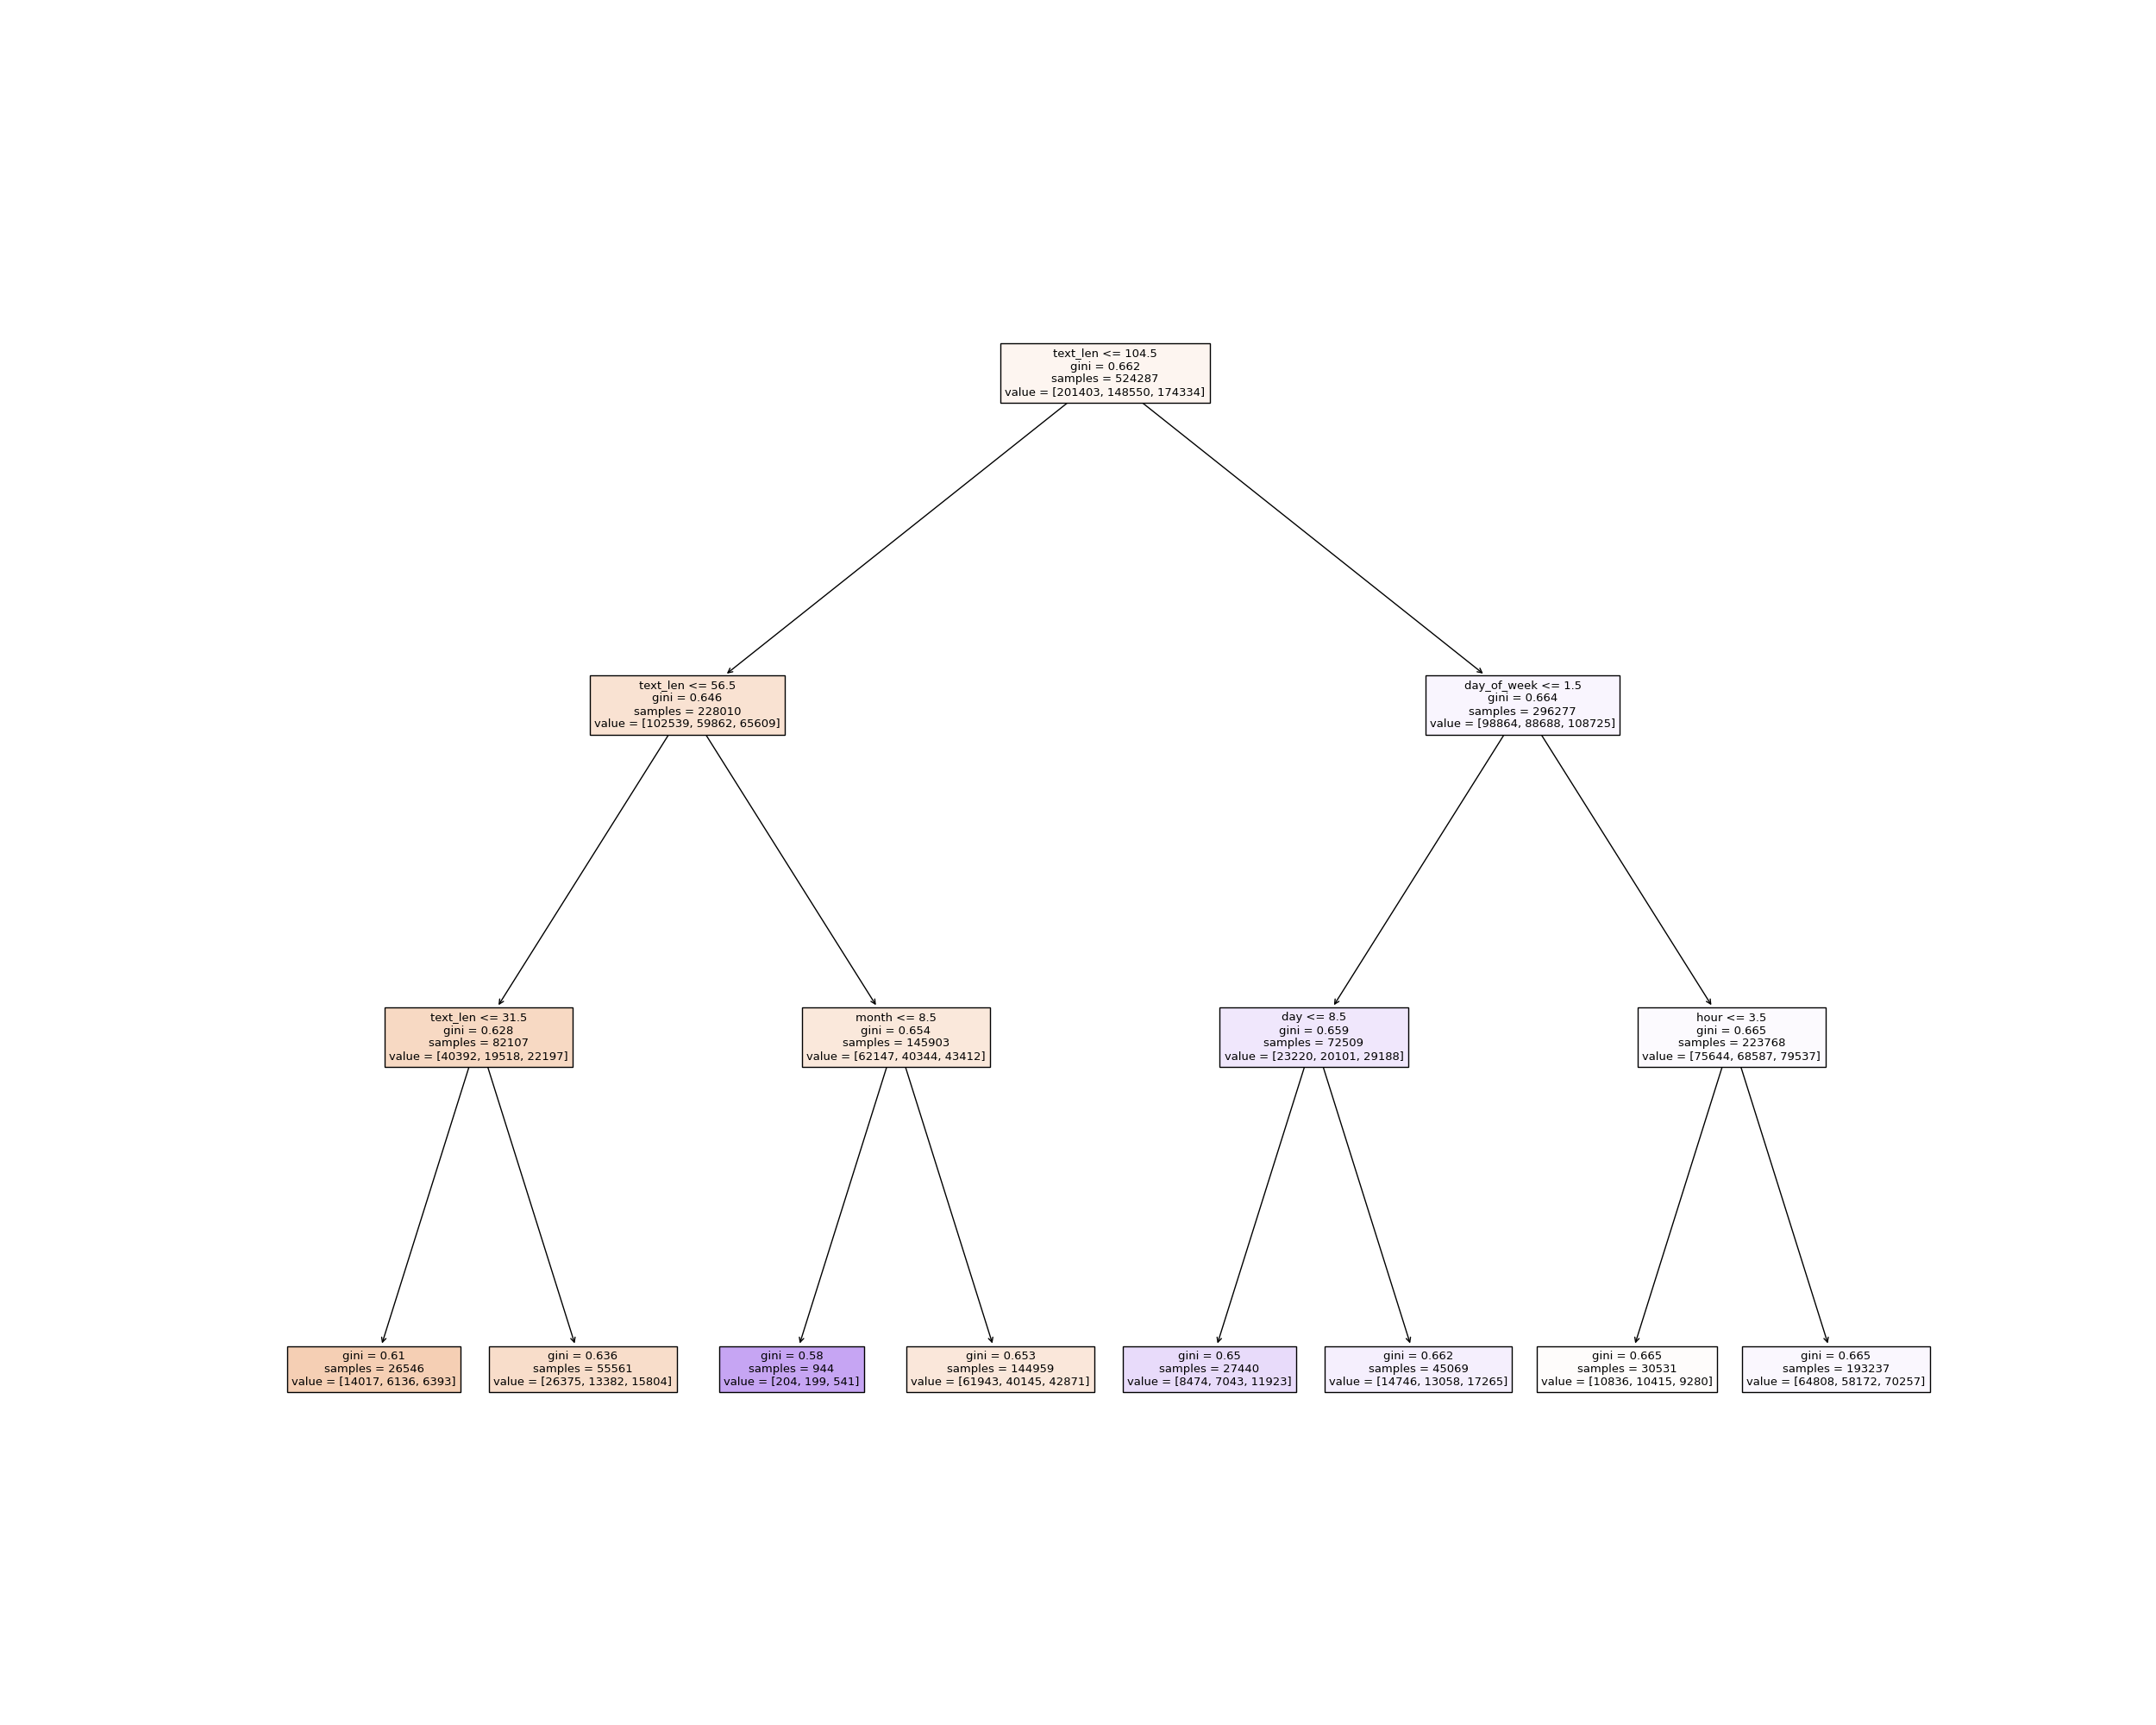 text_len <= 104.5
gini = 0.662
samples = 524287
value = [201403, 148550, 174334]
text_len <= 56.5
gini = 0.646
samples = 228010
value = [102539, 59862, 65609]
day_of_week <= 1.5
gini = 0.664
samples = 296277
value = [98864, 88688, 108725]
text_len <= 31.5
gini = 0.628
samples = 82107
value = [40392, 19518, 22197]
month <= 8.5
gini = 0.654
samples = 145903
value = [62147, 40344, 43412]
day <= 8.5
gini = 0.659
samples = 72509
value = [23220, 20101, 29188]
hour <= 3.5
gini = 0.665
samples = 223768
value = [75644, 68587, 79537]
gini = 0.61
samples = 26546
value = [14017, 6136, 6393]
gini = 0.636
samples = 55561
value = [26375, 13382, 15804]
gini = 0.58
samples = 944
value = [204, 199, 541]
gini = 0.653
samples = 144959
value = [61943, 40145, 42871]
gini = 0.65
samples = 27440
value = [8474, 7043, 11923]
gini = 0.662
samples = 45069
value = [14746, 13058, 17265]
gini = 0.665
samples = 30531
value = [10836, 10415, 9280]
gini = 0.665
samples = 193237
value = [64808, 58172, 70257]